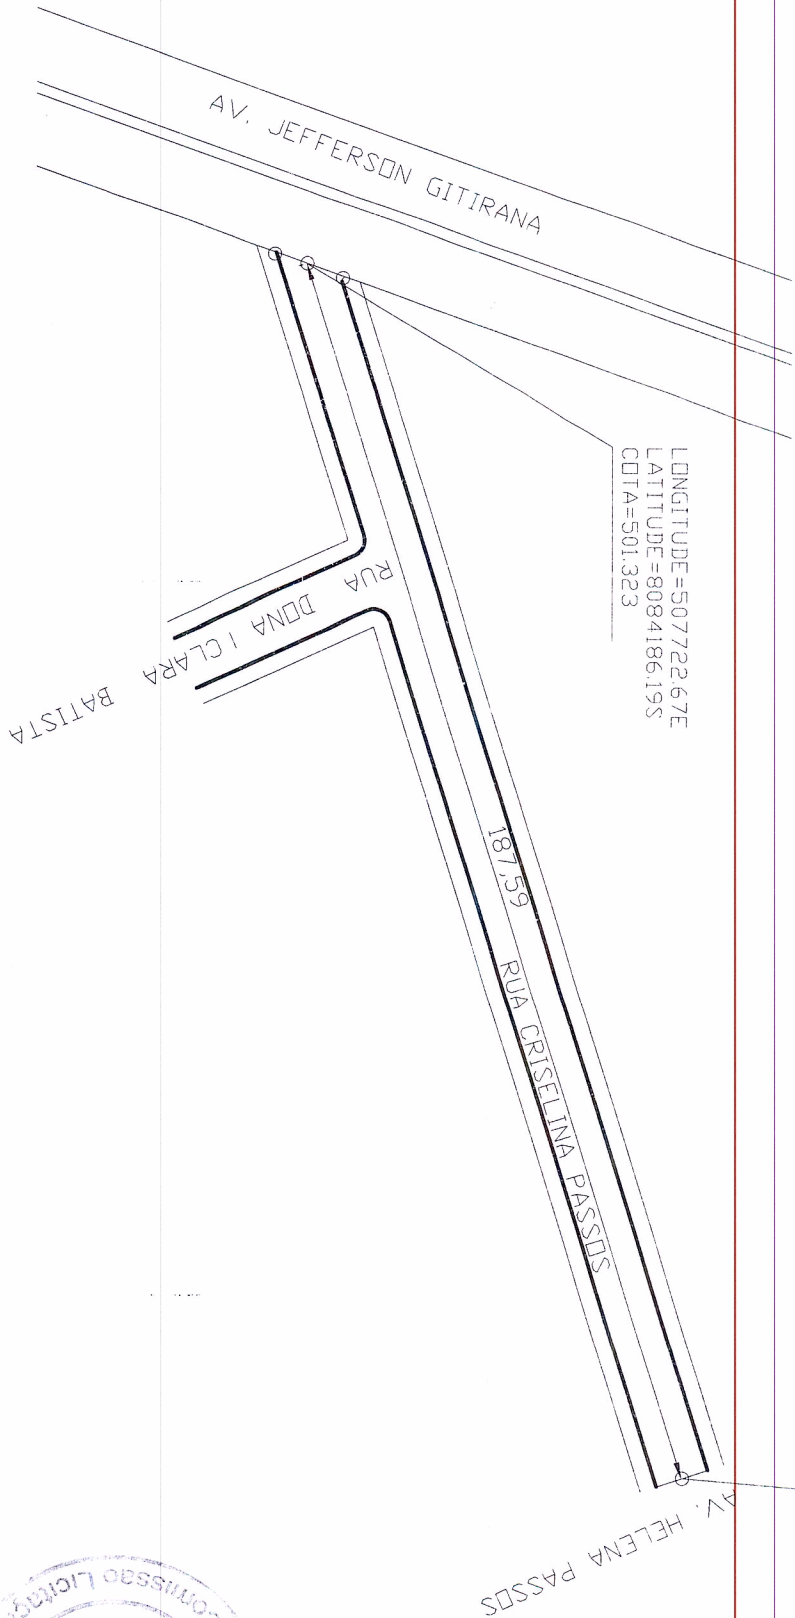 AV. JEFFERSON GITIRANA
LONGITUDE=507722.67E
LATITUDE=8084186.19S
COTA=501.323
RUA DONA I CLARA BATISTA
187,59
RUA CRISELINA PASSOS
AV. HELENA PASSOS